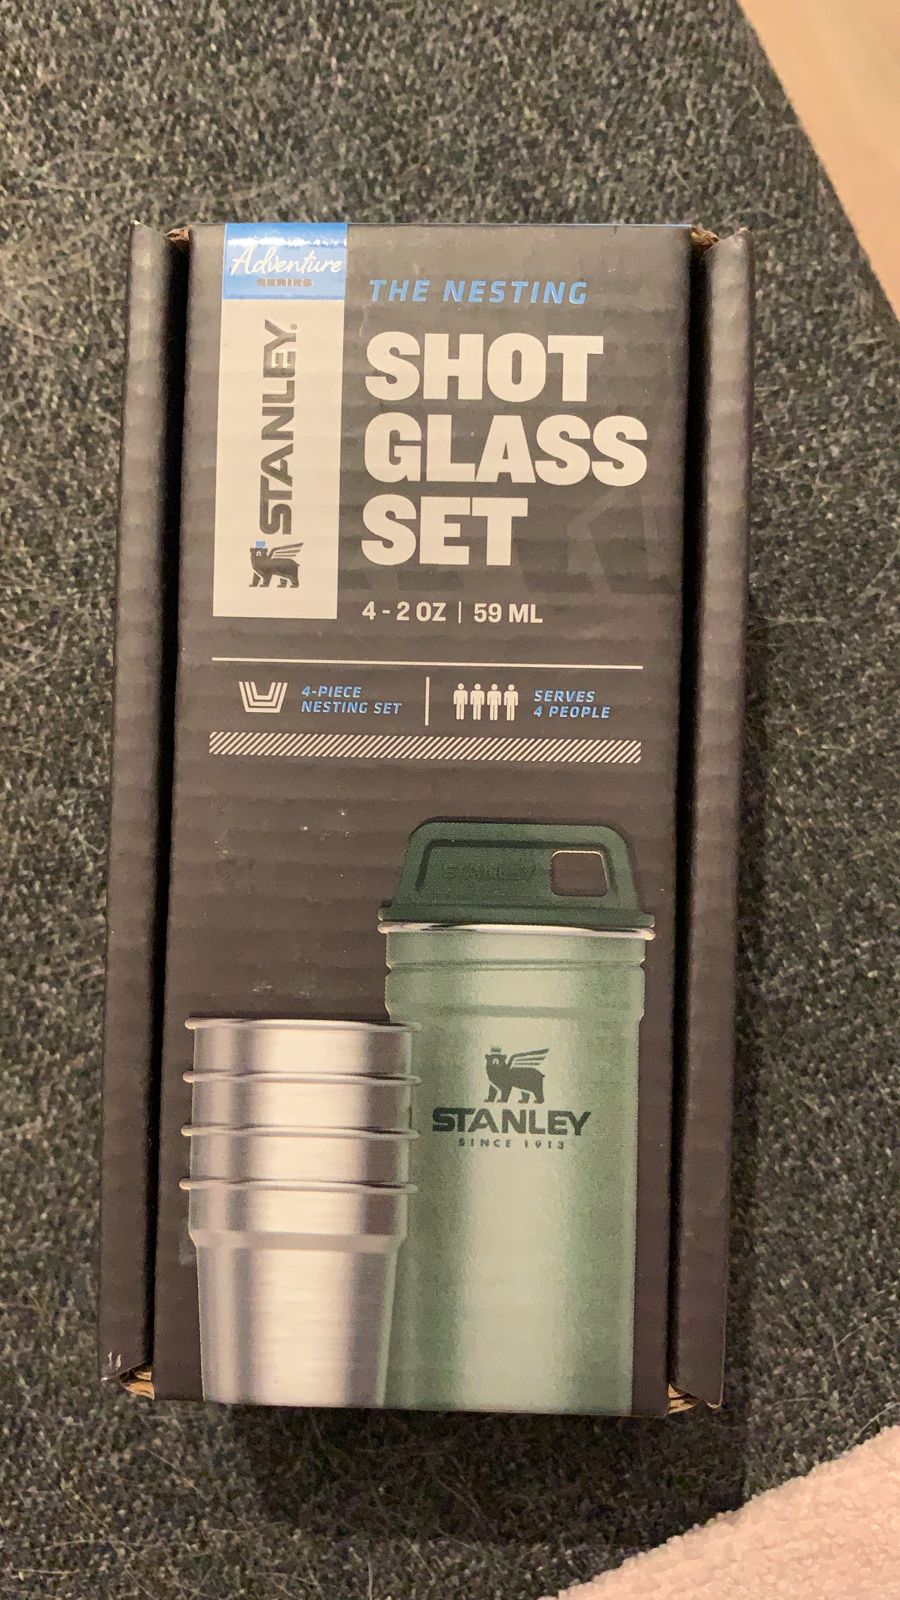 Adventure
SERIES
STANLEY
THE NESTING
SHOT
GLASS
SET
4 - 2 OZ | 59 ML
4-PIECE
NESTING SET
SERVES
4 PEOPLE
STANLEY
STANLEY
SINCE 1913